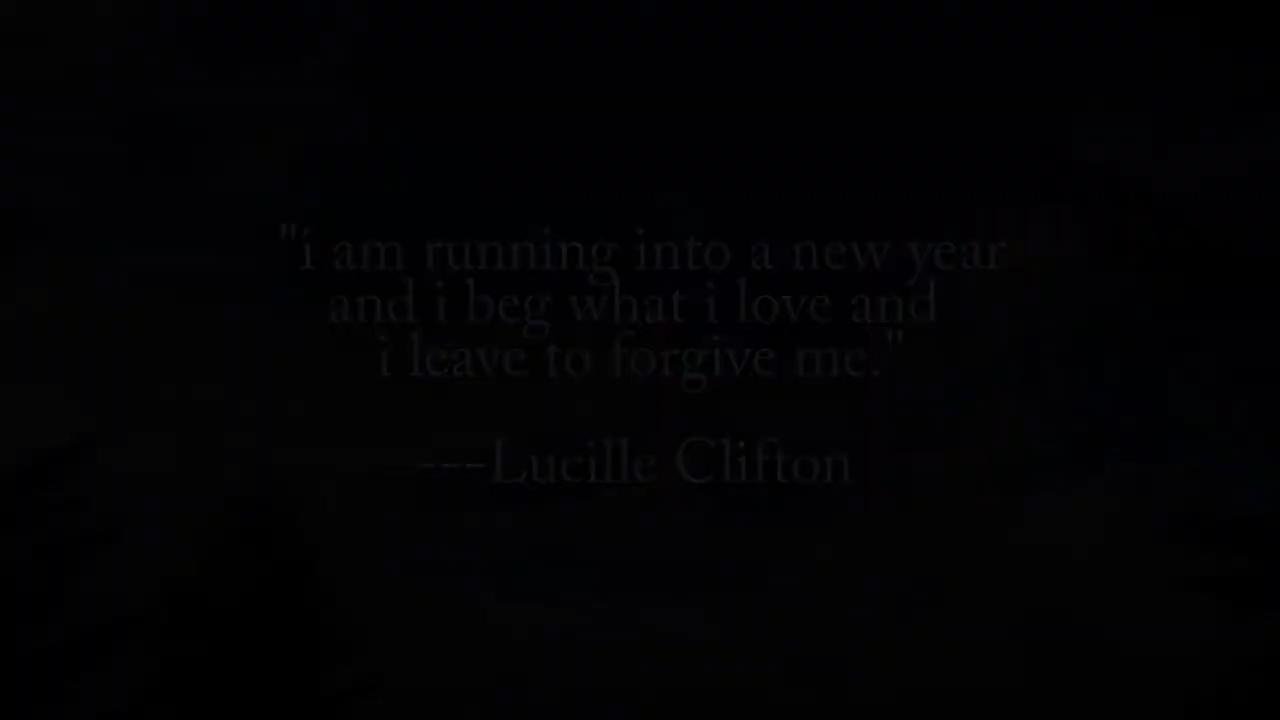 "i am running into a new year
and i beg what i love and
i leave to forgive me."
---Lucille Clifton